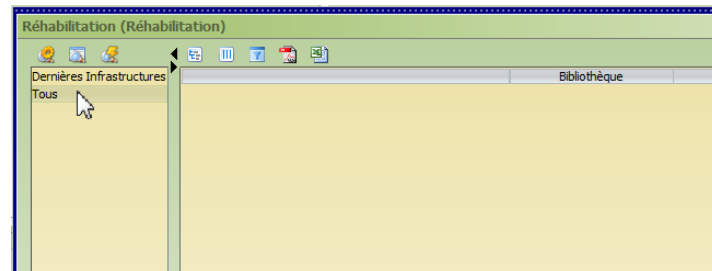 Réhabilitation (Réhabilitation)
Dernières Infrastructures
Bibliothèque
Tous